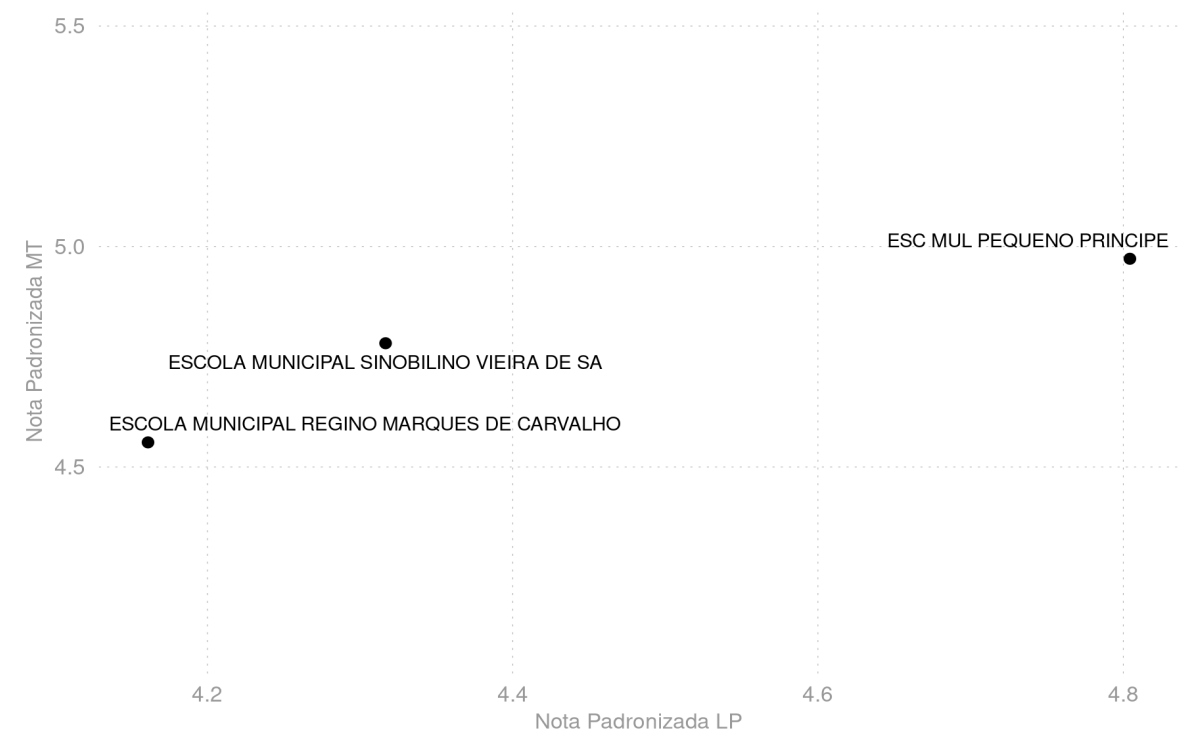 5.5
ESC MUL PEQUENO PRINCIPE
5.0
Nota Padronizada MT
ESCOLA MUNICIPAL SINOBILINO VIEIRA DE SA
ESCOLA MUNICIPAL REGINO MARQUES DE CARVALHO
4.5
4.2 4.4 4.6 4.8
Nota Padronizada LP